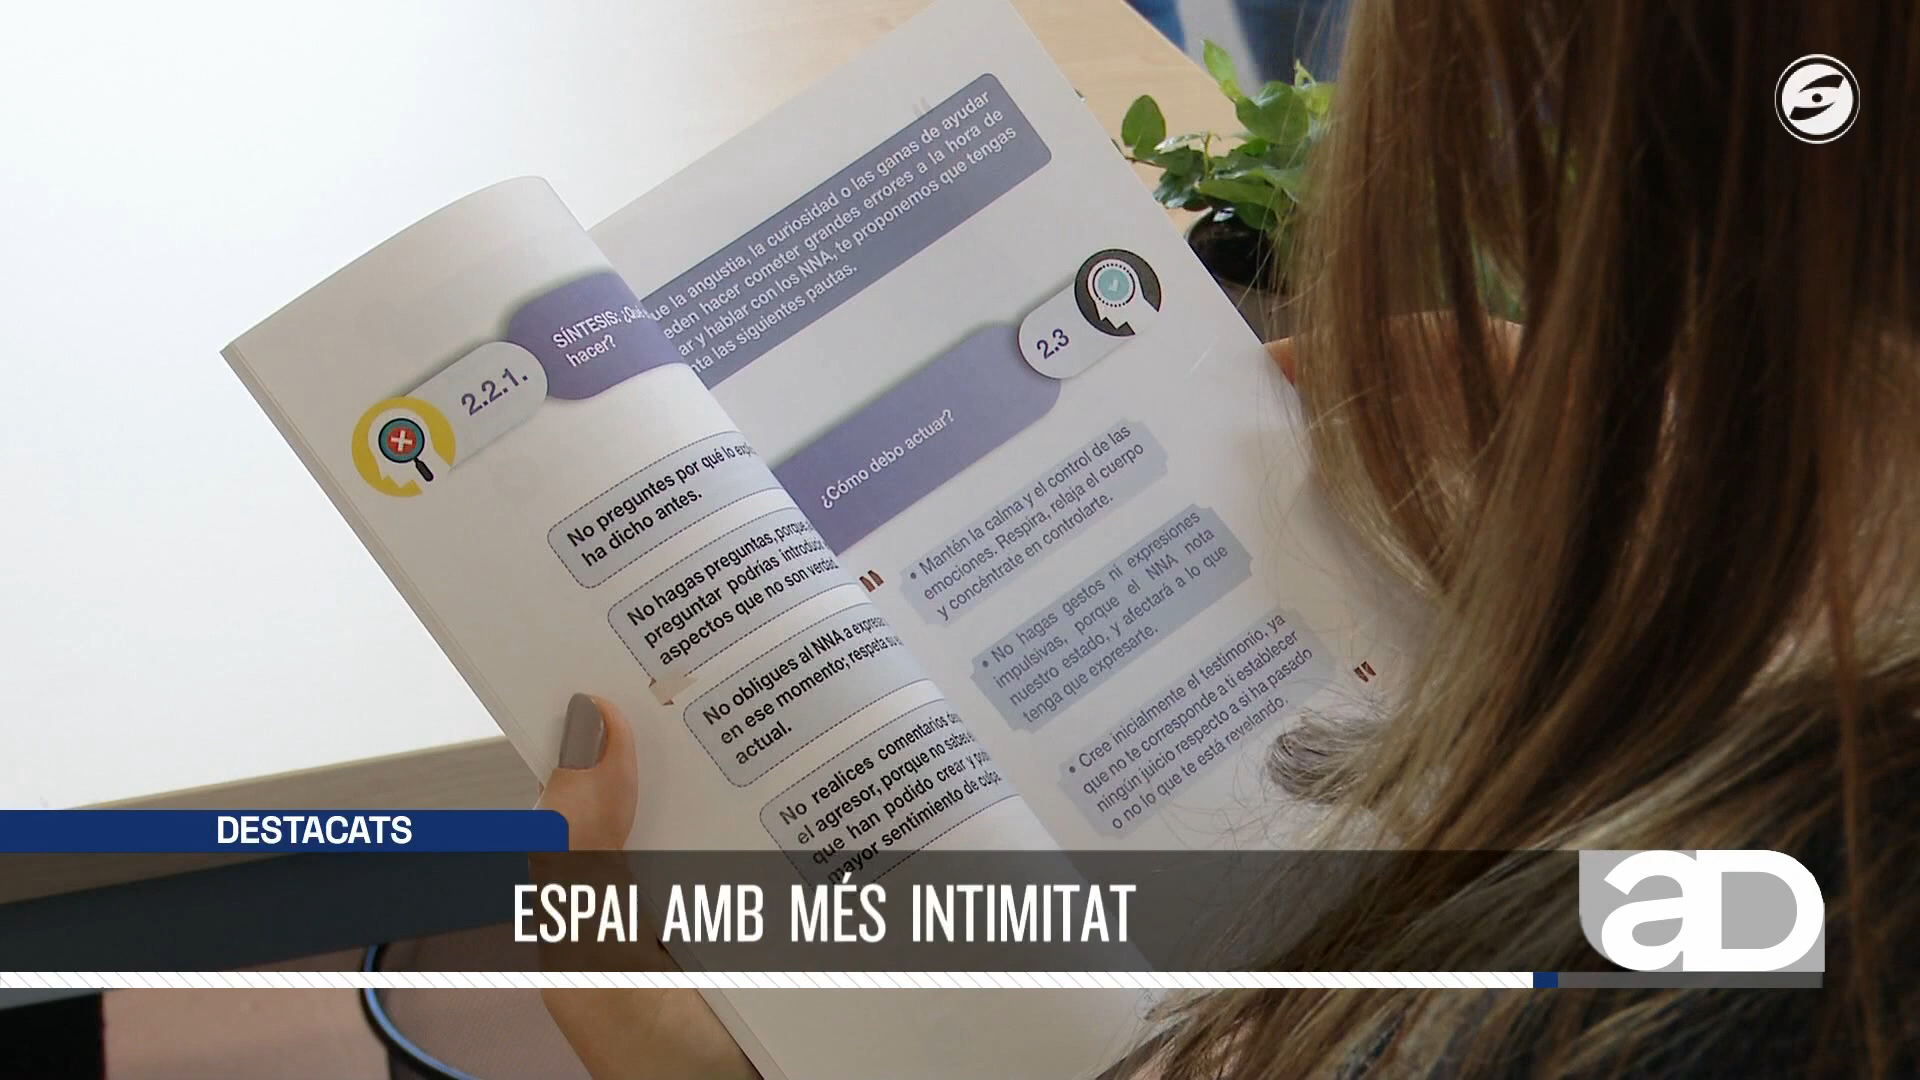 2.2.1.
SÍNTESIS: ¿Qué
hacer?
No preguntes por qué lo
ha dicho antes.
No hagas preguntas, porque
preguntar podrías
aspectos que no son verdad.
No obligues al NNA a
en ese momento; respeta su
actual.
No realices comentarios
el agresor, porque no sabes
que han podido crear y
mayor sentimiento de culpa.
que la angustia, la curiosidad o las ganas de ayudar
hacer cometer grandes errores a la hora de
y hablar con los NNA, te proponemos que tengas
las siguientes pautas.
2.3
¿Cómo debo actuar?
• Mantén la calma y el control de las
emociones. Respira, relaja el cuerpo
y concéntrate en controlarte.
• No hagas gestos ni expresiones
impulsivas, porque el NNA nota
nuestro estado, y afectará a lo que
tenga que expresarte.
• Cree inicialmente el testimonio, ya
que no te corresponde a ti establecer
ningún juicio respecto a si ha pasado
o no lo que te está revelando.
DESTACATS
ESPAI AMB MÉS INTIMITAT
aD